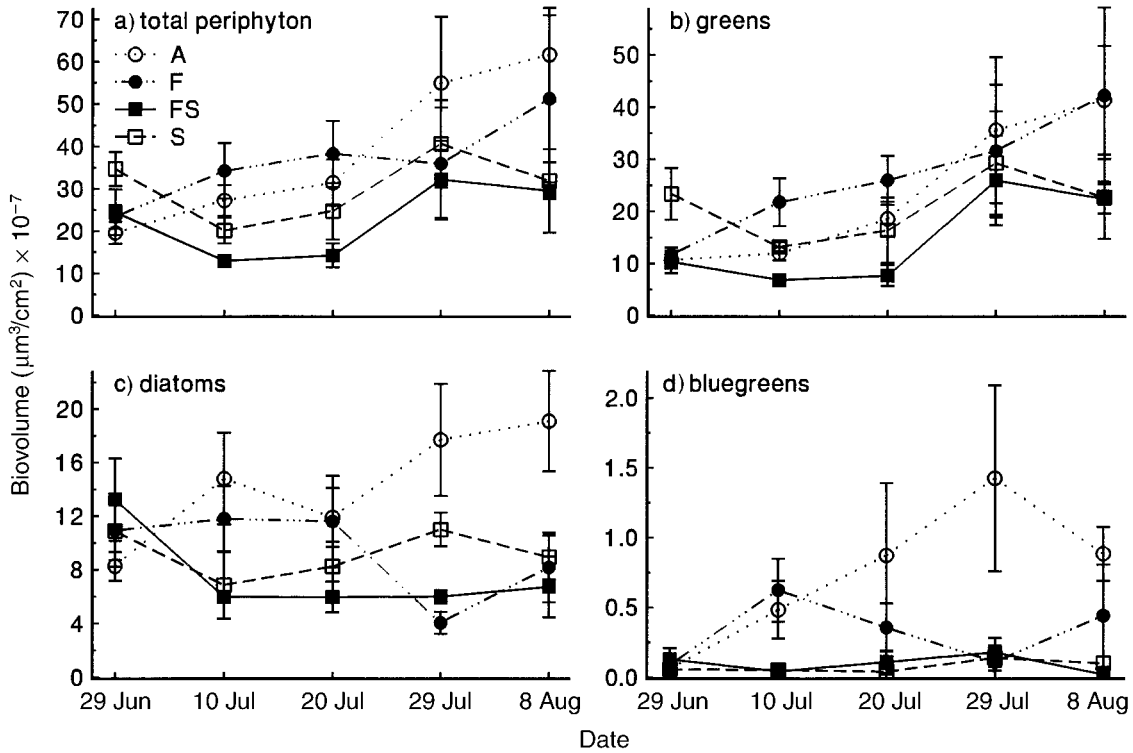 a) total periphyton
A
F
FS
S
70
60
50
40
30
20
10
0
b) greens
50
40
30
20
10
0
c) diatoms
20
16
12
8
4
0
29 Jun 10 Jul 20 Jul 29 Jul 8 Aug
d) bluegreens
2.0
1.5
1.0
0.5
0.0
29 Jun 10 Jul 20 Jul 29 Jul 8 Aug
Biovolume (μm³/cm²) × 10⁻⁷
Date